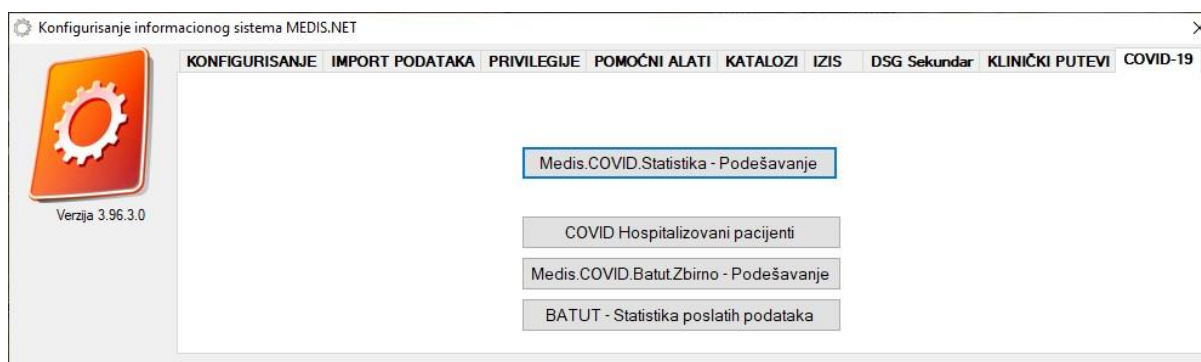 Konfigurisanje informacionog sistema MEDIS.NET
KONFIGURISANJE IMPORT PODATAKA PRIVILEGIJE POMOĆNI ALATI KATALOZI IZIS DSG Sekundar KLINIČKI PUTEVI COVID-19
Medis.COVID.Statistika - Podešavanje
Verzija 3.96.3.0
COVID Hospitalizovani pacijenti
Medis.COVID.Batut.Zbirno - Podešavanje
BATUT - Statistika poslatih podataka